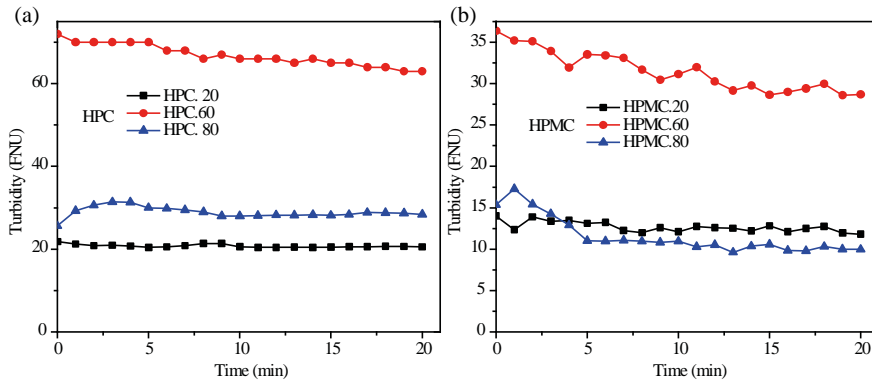 (a)
(b)
HPC
HPC. 20
HPC.60
HPC. 80
Turbidity (FNU)
0
20
40
60
0
5
10
15
20
Time (min)
HPMC
HPMC.20
HPMC.60
HPMC.80
Turbidity (FNU)
0
5
10
15
20
25
30
35
0
5
10
15
20
Time (min)